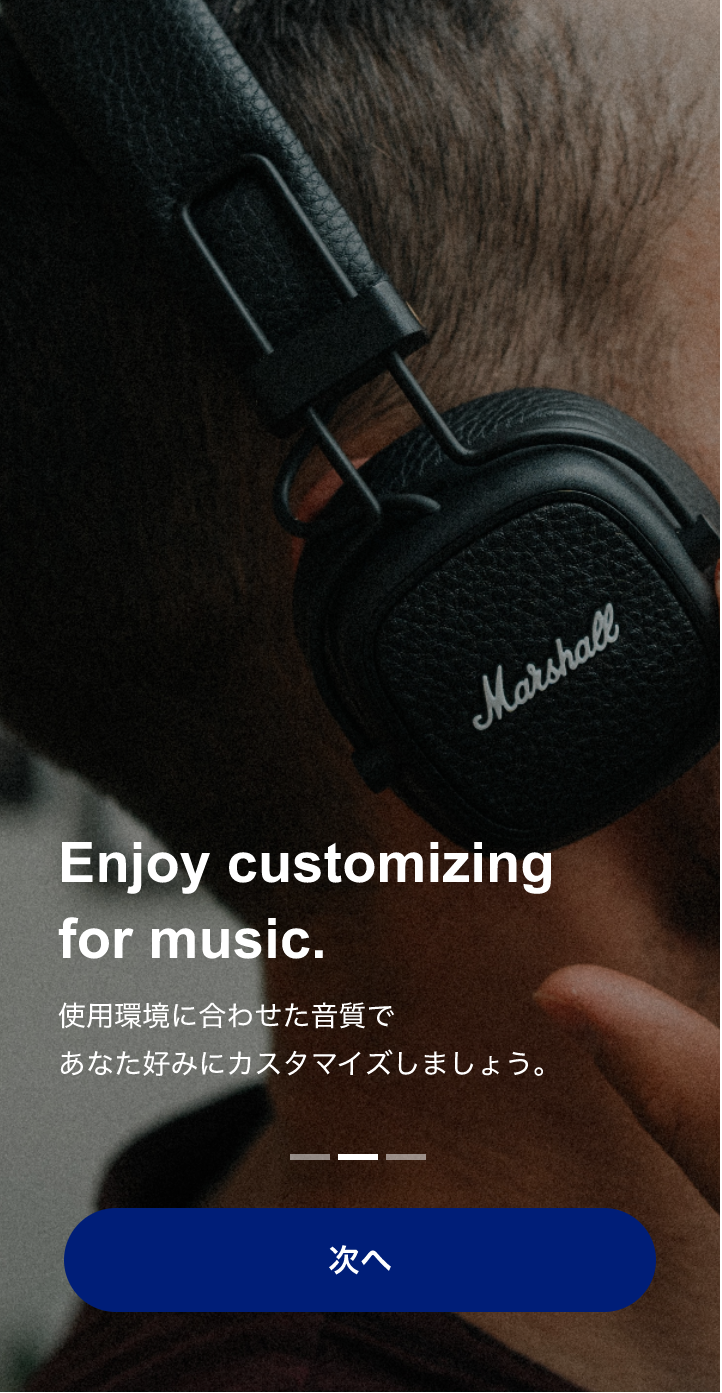 Marshall
Enjoy customizing
for music.
使用環境に合わせた音質で
あなた好みにカスタマイズしましょう。
次へ